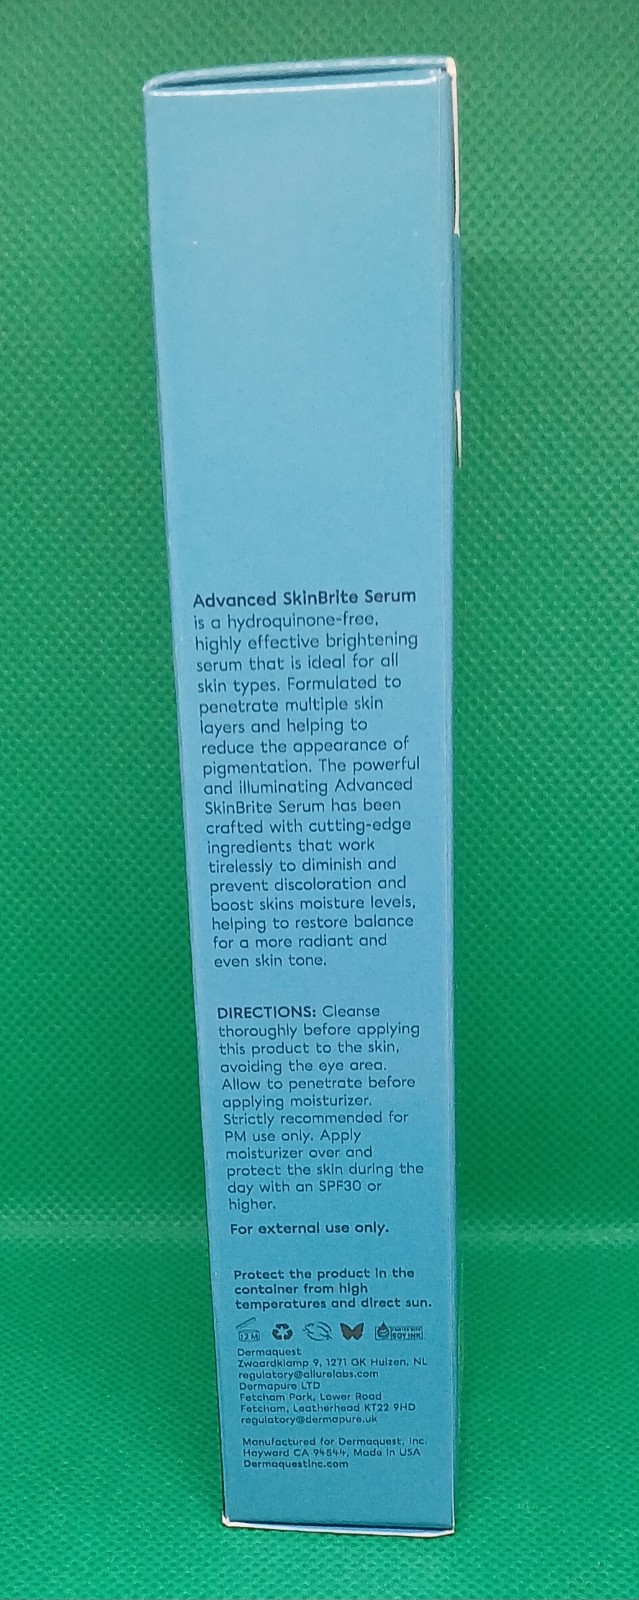 Advanced SkinBrite Serum
is a hydroquinone-free,
highly effective brightening
serum that is ideal for all
skin types. Formulated to
penetrate multiple skin
layers and helping to
reduce the appearance of
pigmentation. The powerful
and illuminating Advanced
SkinBrite Serum has been
crafted with cutting-edge
ingredients that work
tirelessly to diminish and
prevent discoloration and
boost skins moisture levels,
helping to restore balance
for a more radiant and
even skin tone.
DIRECTIONS: Cleanse
thoroughly before applying
this product to the skin,
avoiding the eye area.
Allow to penetrate before
applying moisturizer.
Strictly recommended for
PM use only. Apply
moisturizer over and
protect the skin during the
day with an SPF30 or
higher.
For external use only.
Protect the product in the
container from high
temperatures and direct sun.
12 M PRINTED WITH SOY INK
Dermaquest
Zwaardklamp 9, 1271 GK Huizen, NL
regulatory@allurelabs.com
Dermapure LTD
Fetcham Park, Lower Road
Fetcham, Leatherhead KT22 9HD
regulatory@dermapure.uk
Manufactured for Dermaquest, Inc.
Hayward CA 94544, Made in USA
DermaquestInc.com